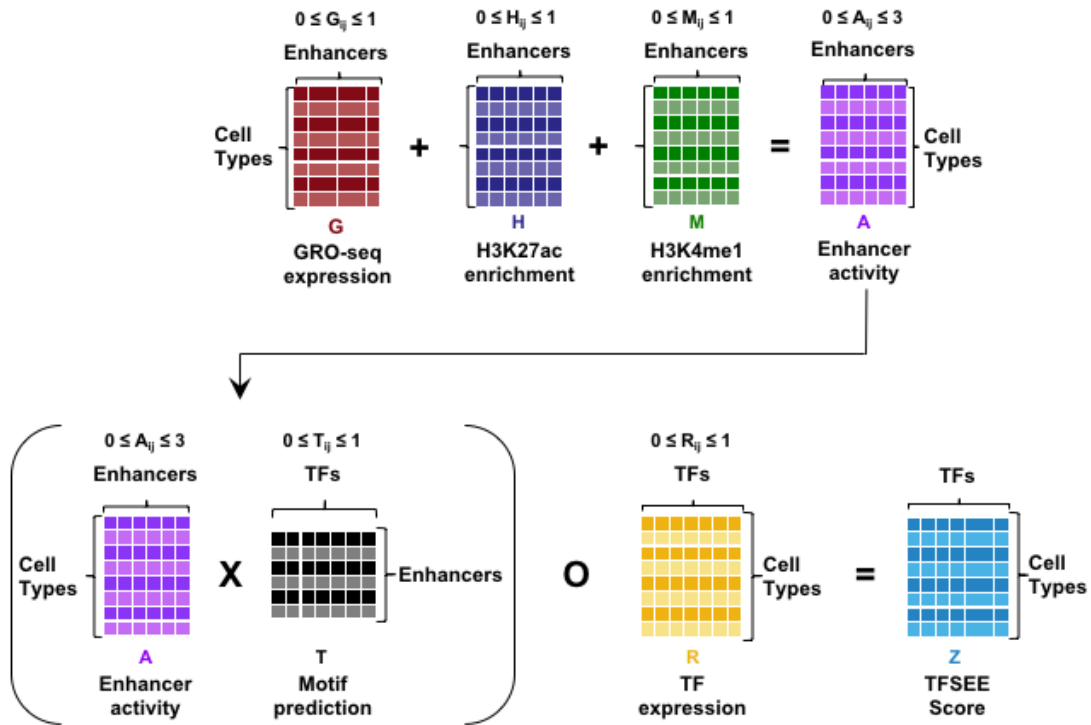 0 ≤ Gij ≤ 1 0 ≤ Hij ≤ 1 0 ≤ Mij ≤ 1 0 ≤ Aij ≤ 3
Enhancers Enhancers Enhancers Enhancers
Cell Types + + = Cell Types
G H M A
GRO-seq expression H3K27ac enrichment H3K4me1 enrichment Enhancer activity
0 ≤ Aij ≤ 3 0 ≤ Tij ≤ 1 0 ≤ Rij ≤ 1
Enhancers TFs TFs TFs
Cell Types X Enhancers O Cell Types = Cell Types
A T R Z
Enhancer activity Motif prediction TF expression TFSEE Score